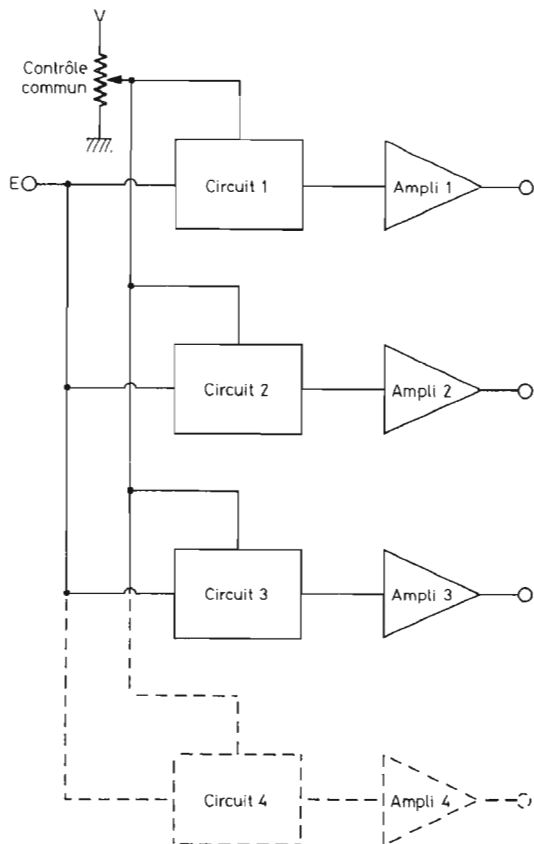 V
Contrôle
commun
E
Circuit 1
Ampli 1
Circuit 2
Ampli 2
Circuit 3
Ampli 3
Circuit 4
Ampli 4